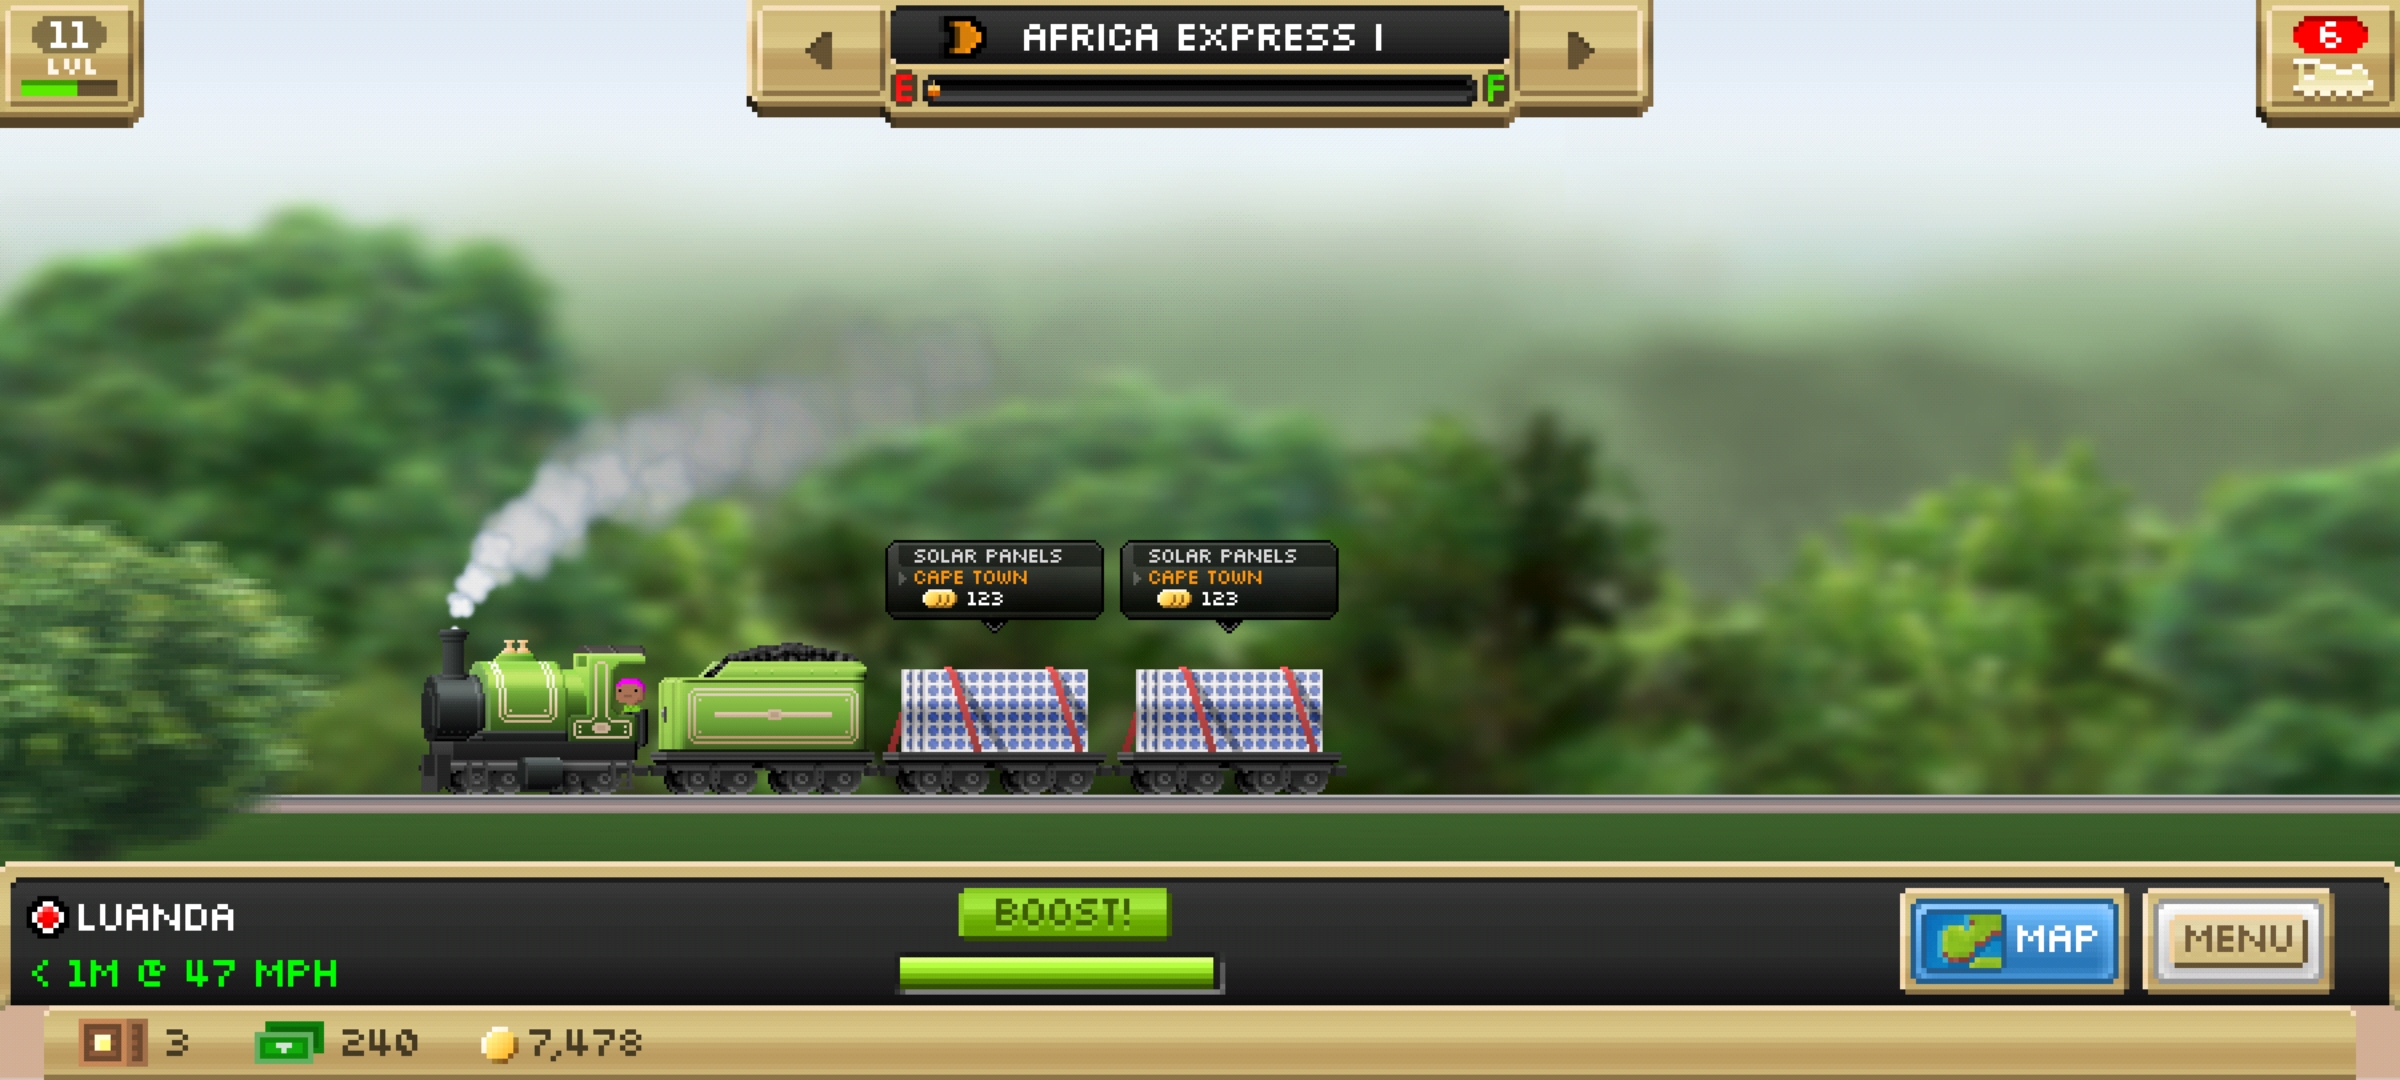 11
LVL
AFRICA EXPRESS I
E F
6
SOLAR PANELS
CAPE TOWN
123
SOLAR PANELS
CAPE TOWN
123
LUANDA
< 1M @ 47 MPH
BOOST!
MAP
MENU
3
240
7,478